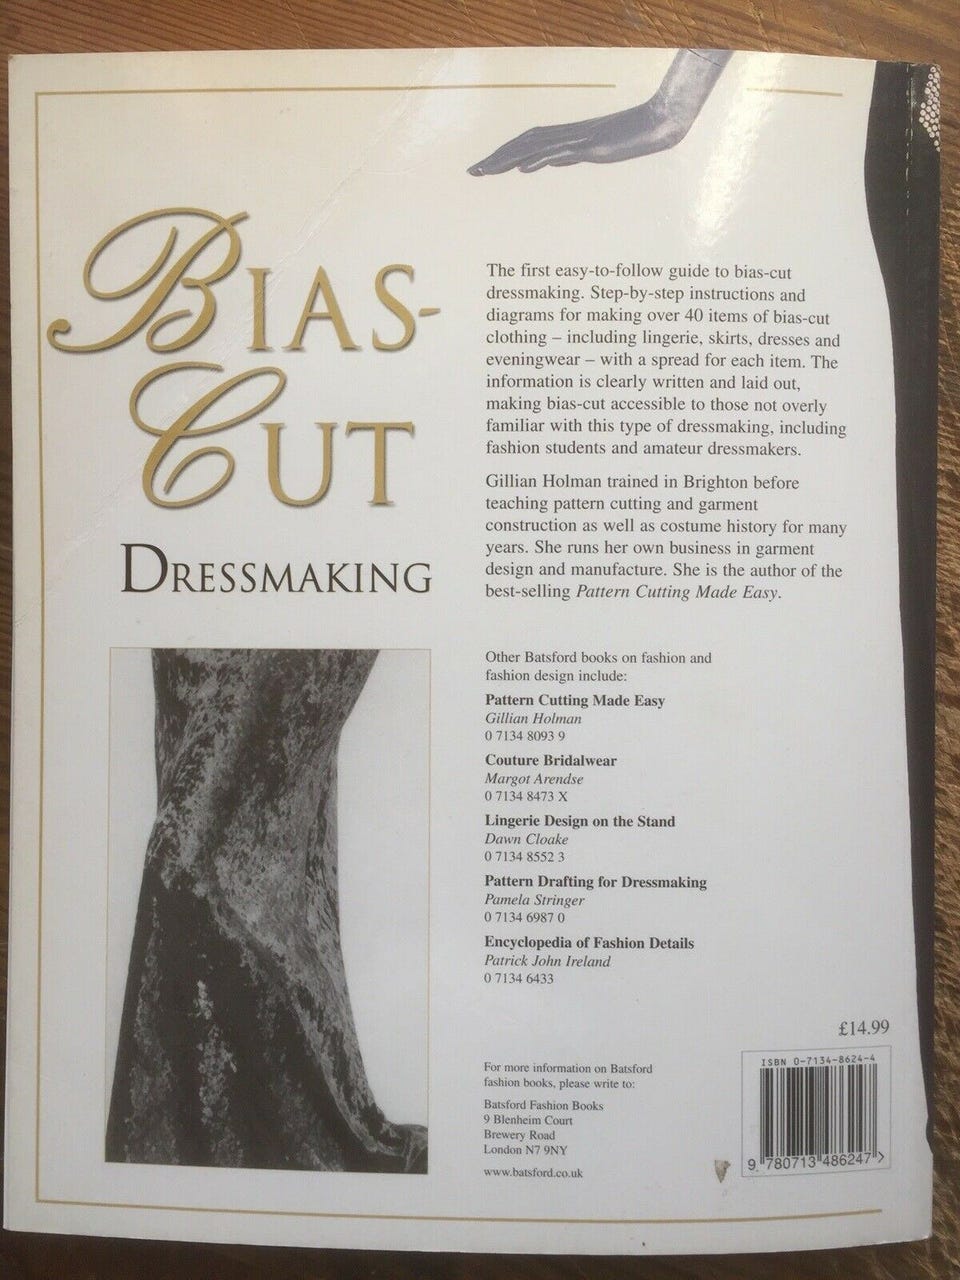 BIAS-
CUT
DRESSMAKING
The first easy-to-follow guide to bias-cut
dressmaking. Step-by-step instructions and
diagrams for making over 40 items of bias-cut
clothing – including lingerie, skirts, dresses and
eveningwear – with a spread for each item. The
information is clearly written and laid out,
making bias-cut accessible to those not overly
familiar with this type of dressmaking, including
fashion students and amateur dressmakers.
Gillian Holman trained in Brighton before
teaching pattern cutting and garment
construction as well as costume history for many
years. She runs her own business in garment
design and manufacture. She is the author of the
best-selling Pattern Cutting Made Easy.
Other Batsford books on fashion and
fashion design include:
Pattern Cutting Made Easy
Gillian Holman
0 7134 8093 9
Couture Bridalwear
Margot Arendse
0 7134 8473 X
Lingerie Design on the Stand
Dawn Cloake
0 7134 8552 3
Pattern Drafting for Dressmaking
Pamela Stringer
0 7134 6987 0
Encyclopedia of Fashion Details
Patrick John Ireland
0 7134 6433
For more information on Batsford
fashion books, please write to:
Batsford Fashion Books
9 Blenheim Court
Brewery Road
London N7 9NY
www.batsford.co.uk
£14.99
ISBN 0-7134-8624-4
9 780713 486247 >